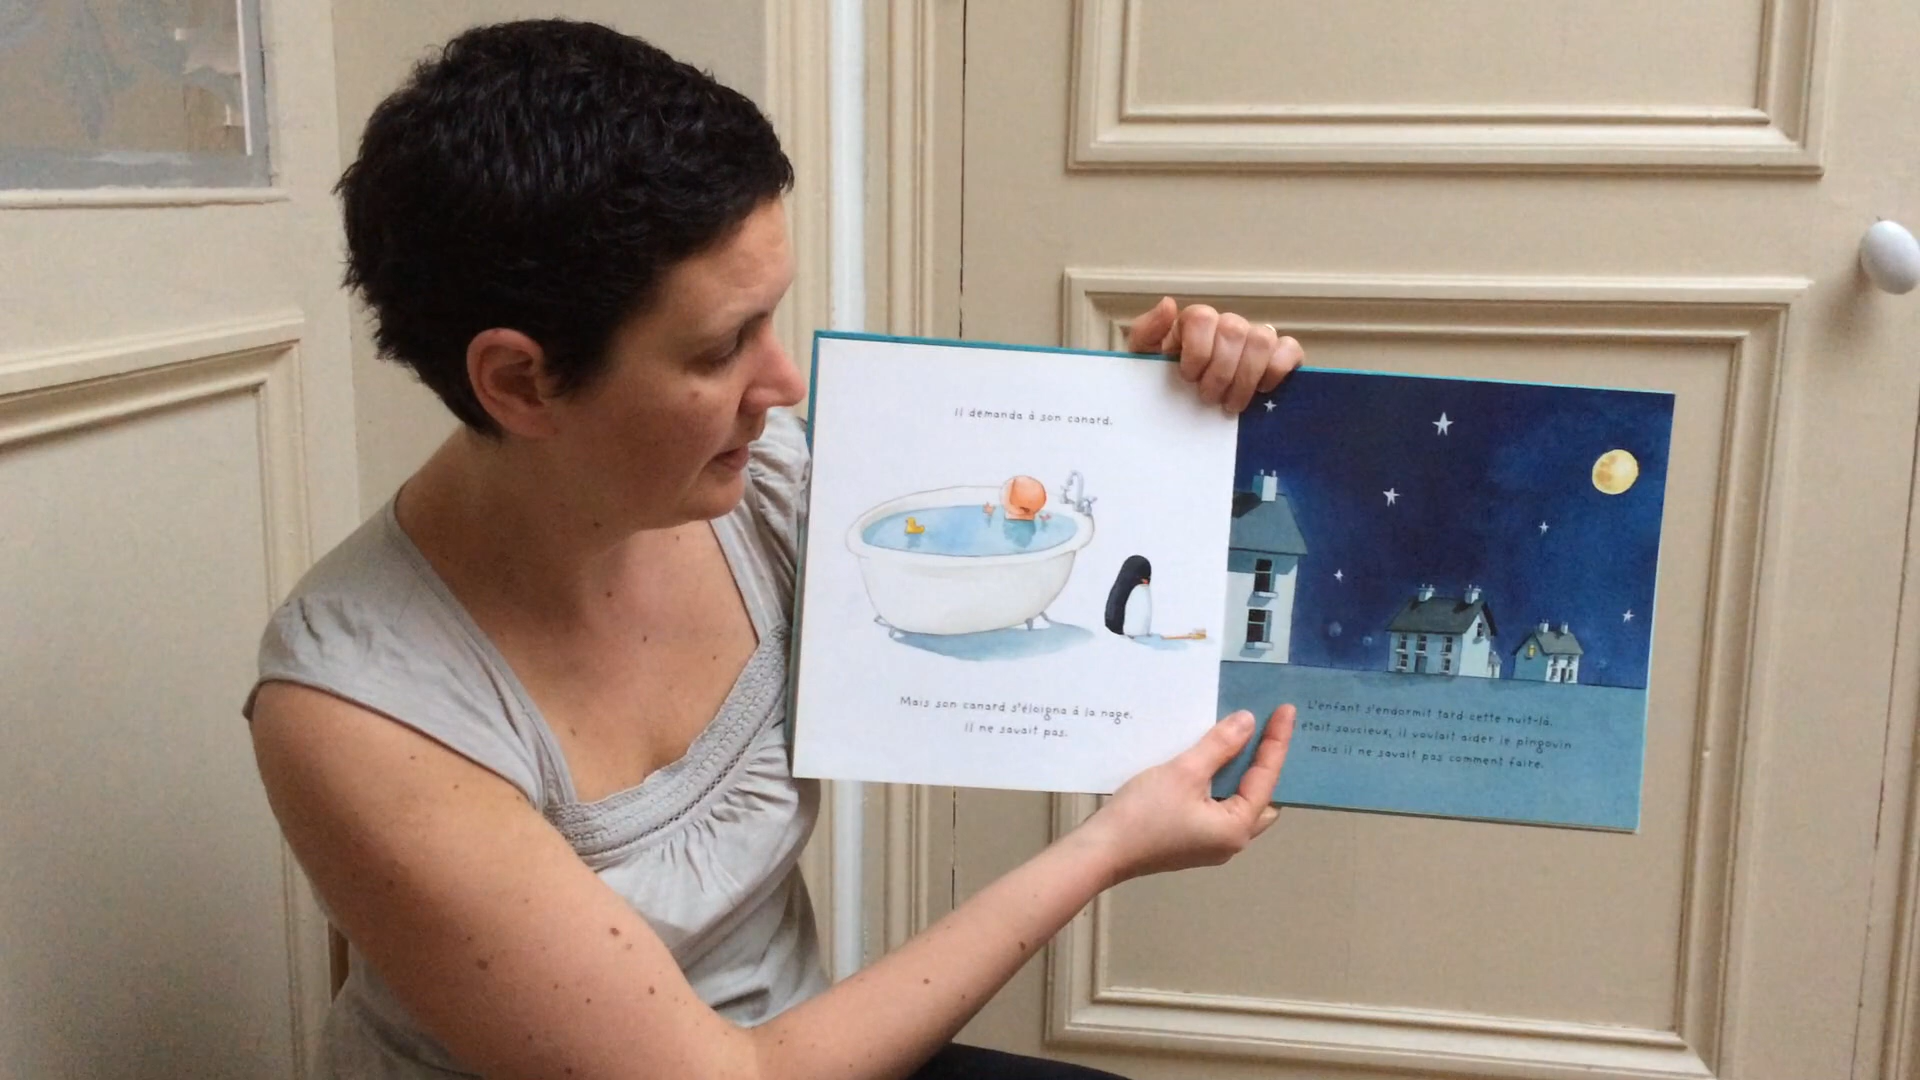 Il demanda à son canard.
Mais son canard s'éloigna à la nage.
Il ne savait pas.
L'enfant s'endormit tard cette nuit-là.
était soucieux, il voulait aider le pingouin
mais il ne savait pas comment faire.